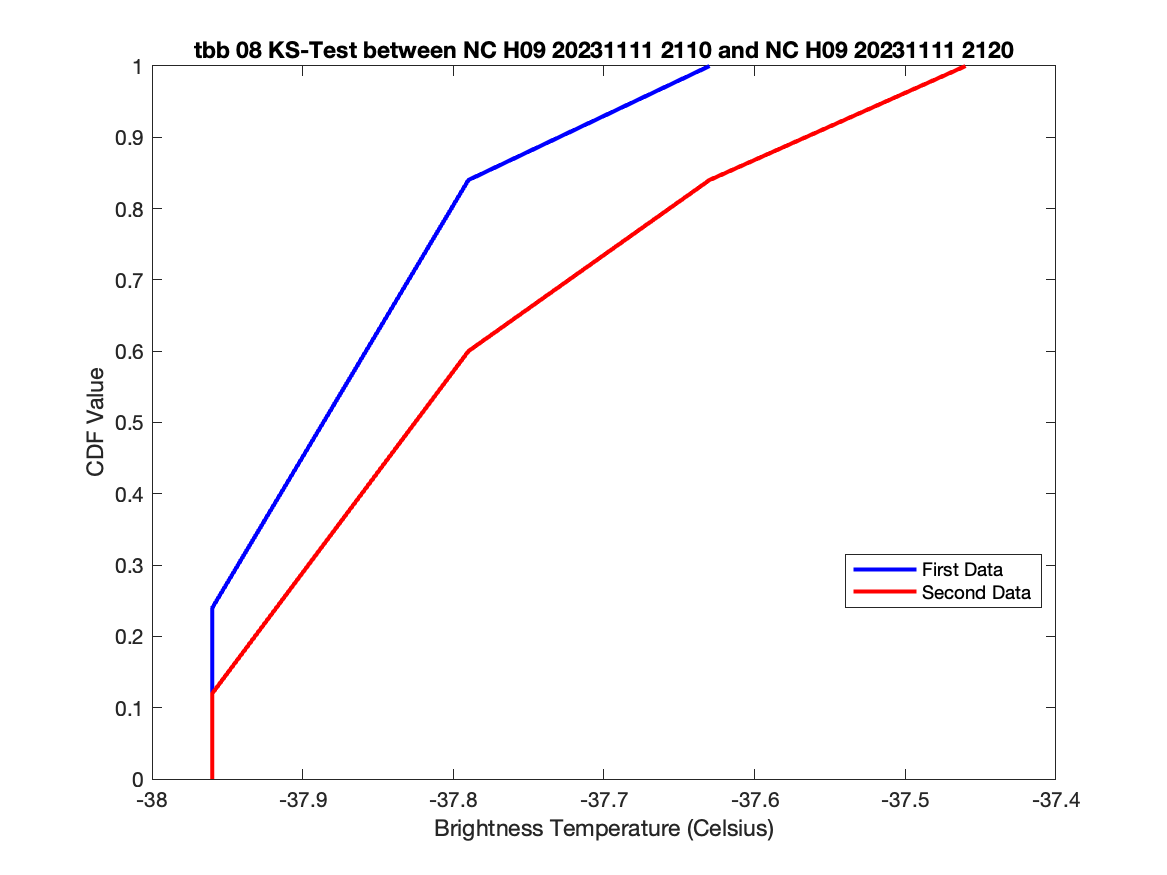 tbb 08 KS-Test between NC H09 20231111 2110 and NC H09 20231111 2120
1
0.9
0.8
0.7
0.6
0.5
0.4
0.3
0.2
0.1
0
CDF Value
First Data
Second Data
-38 -37.9 -37.8 -37.7 -37.6 -37.5 -37.4
Brightness Temperature (Celsius)